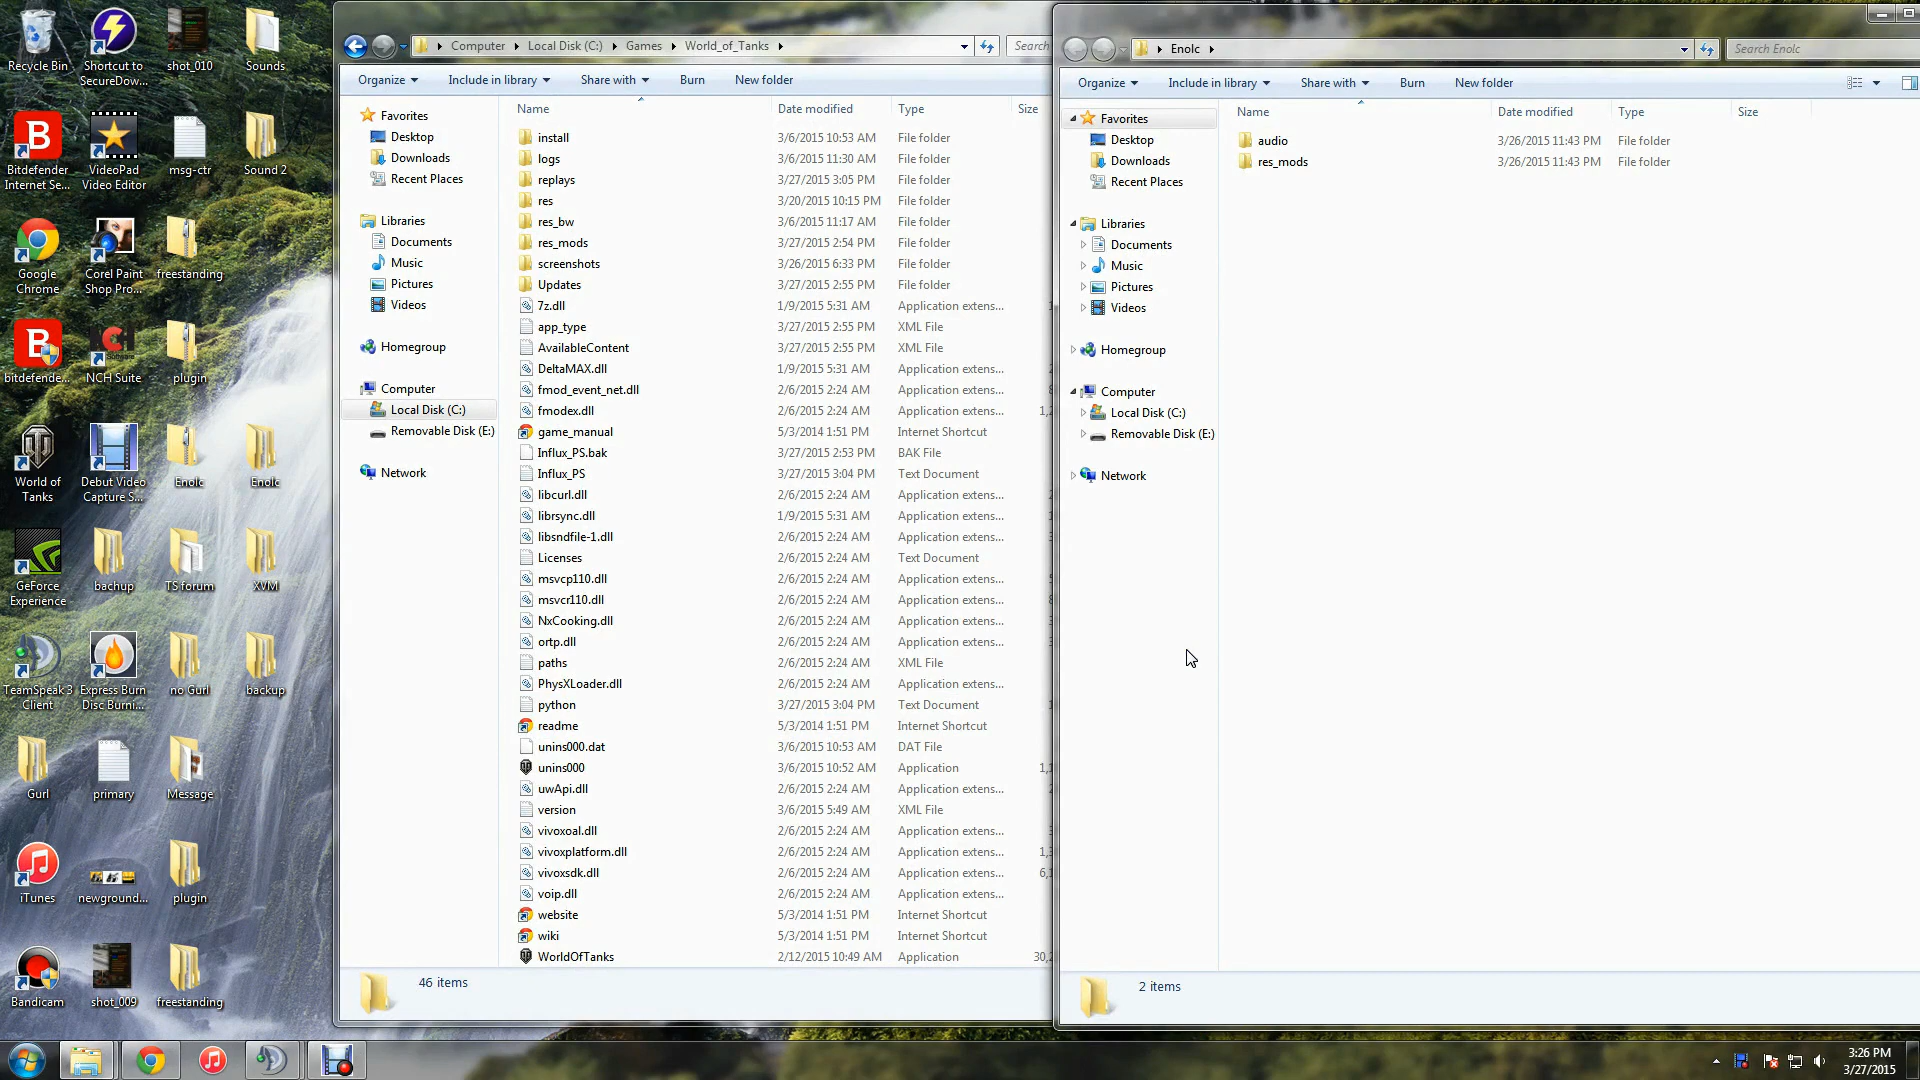 Recycle Bin
Shortcut to
SecureDow...
shot_010
Sounds
Bitdefender
Internet Se...
VideoPad
Video Editor
msg-ctr
Sound 2
Google
Chrome
Corel Paint
Shop Pro...
freestanding
bitdefende...
NCH Suite
plugin
World of
Tanks
Debut Video
Capture S...
Enolc
Enolc
GeForce
Experience
bachup
TS forum
XVM
TeamSpeak 3
Client
Express Burn
Disc Burni...
no Gurl
backup
Gurl
primary
Message
iTunes
newground...
plugin
Bandicam
shot_009
freestanding
Computer
Local Disk (C:)
Games
World_of_Tanks
Search
Organize
Include in library
Share with
Burn
New folder
Favorites
Desktop
Downloads
Recent Places
Libraries
Documents
Music
Pictures
Videos
Homegroup
Computer
Local Disk (C:)
Removable Disk (E:)
Network
Name Date modified Type Size
install 3/6/2015 10:53 AM File folder
logs 3/6/2015 11:30 AM File folder
replays 3/27/2015 3:05 PM File folder
res 3/20/2015 10:15 PM File folder
res_bw 3/6/2015 11:17 AM File folder
res_mods 3/27/2015 2:54 PM File folder
screenshots 3/26/2015 6:33 PM File folder
Updates 3/27/2015 2:55 PM File folder
7z.dll 1/9/2015 5:31 AM Application extens...
app_type 3/27/2015 2:55 PM XML File
AvailableContent 3/27/2015 2:55 PM XML File
DeltaMAX.dll 1/9/2015 5:31 AM Application extens...
fmod_event_net.dll 2/6/2015 2:24 AM Application extens...
fmodex.dll 2/6/2015 2:24 AM Application extens... 1,
game_manual 5/3/2014 1:51 PM Internet Shortcut
Influx_PS.bak 3/27/2015 2:53 PM BAK File
Influx_PS 3/27/2015 3:04 PM Text Document
libcurl.dll 2/6/2015 2:24 AM Application extens...
librsync.dll 1/9/2015 5:31 AM Application extens...
libsndfile-1.dll 2/6/2015 2:24 AM Application extens...
Licenses 2/6/2015 2:24 AM Text Document
msvcp110.dll 2/6/2015 2:24 AM Application extens...
msvcr110.dll 2/6/2015 2:24 AM Application extens...
NxCooking.dll 2/6/2015 2:24 AM Application extens...
ortp.dll 2/6/2015 2:24 AM Application extens...
paths 2/6/2015 2:24 AM XML File
PhysXLoader.dll 2/6/2015 2:24 AM Application extens...
python 3/27/2015 3:04 PM Text Document
readme 5/3/2014 1:51 PM Internet Shortcut
unins000.dat 3/6/2015 10:53 AM DAT File
unins000 3/6/2015 10:52 AM Application 1,
uwApi.dll 2/6/2015 2:24 AM Application extens...
version 3/6/2015 5:49 AM XML File
vivoxoal.dll 2/6/2015 2:24 AM Application extens...
vivoxplatform.dll 2/6/2015 2:24 AM Application extens... 1,
vivoxsdk.dll 2/6/2015 2:24 AM Application extens... 6,
voip.dll 2/6/2015 2:24 AM Application extens...
website 5/3/2014 1:51 PM Internet Shortcut
wiki 5/3/2014 1:51 PM Internet Shortcut
WorldOfTanks 2/12/2015 10:49 AM Application 30,
46 items
Enolc
Search Enolc
Organize
Include in library
Share with
Burn
New folder
Favorites
Desktop
Downloads
Recent Places
Libraries
Documents
Music
Pictures
Videos
Homegroup
Computer
Local Disk (C:)
Removable Disk (E:)
Network
Name Date modified Type Size
audio 3/26/2015 11:43 PM File folder
res_mods 3/26/2015 11:43 PM File folder
2 items
3:26 PM
3/27/2015